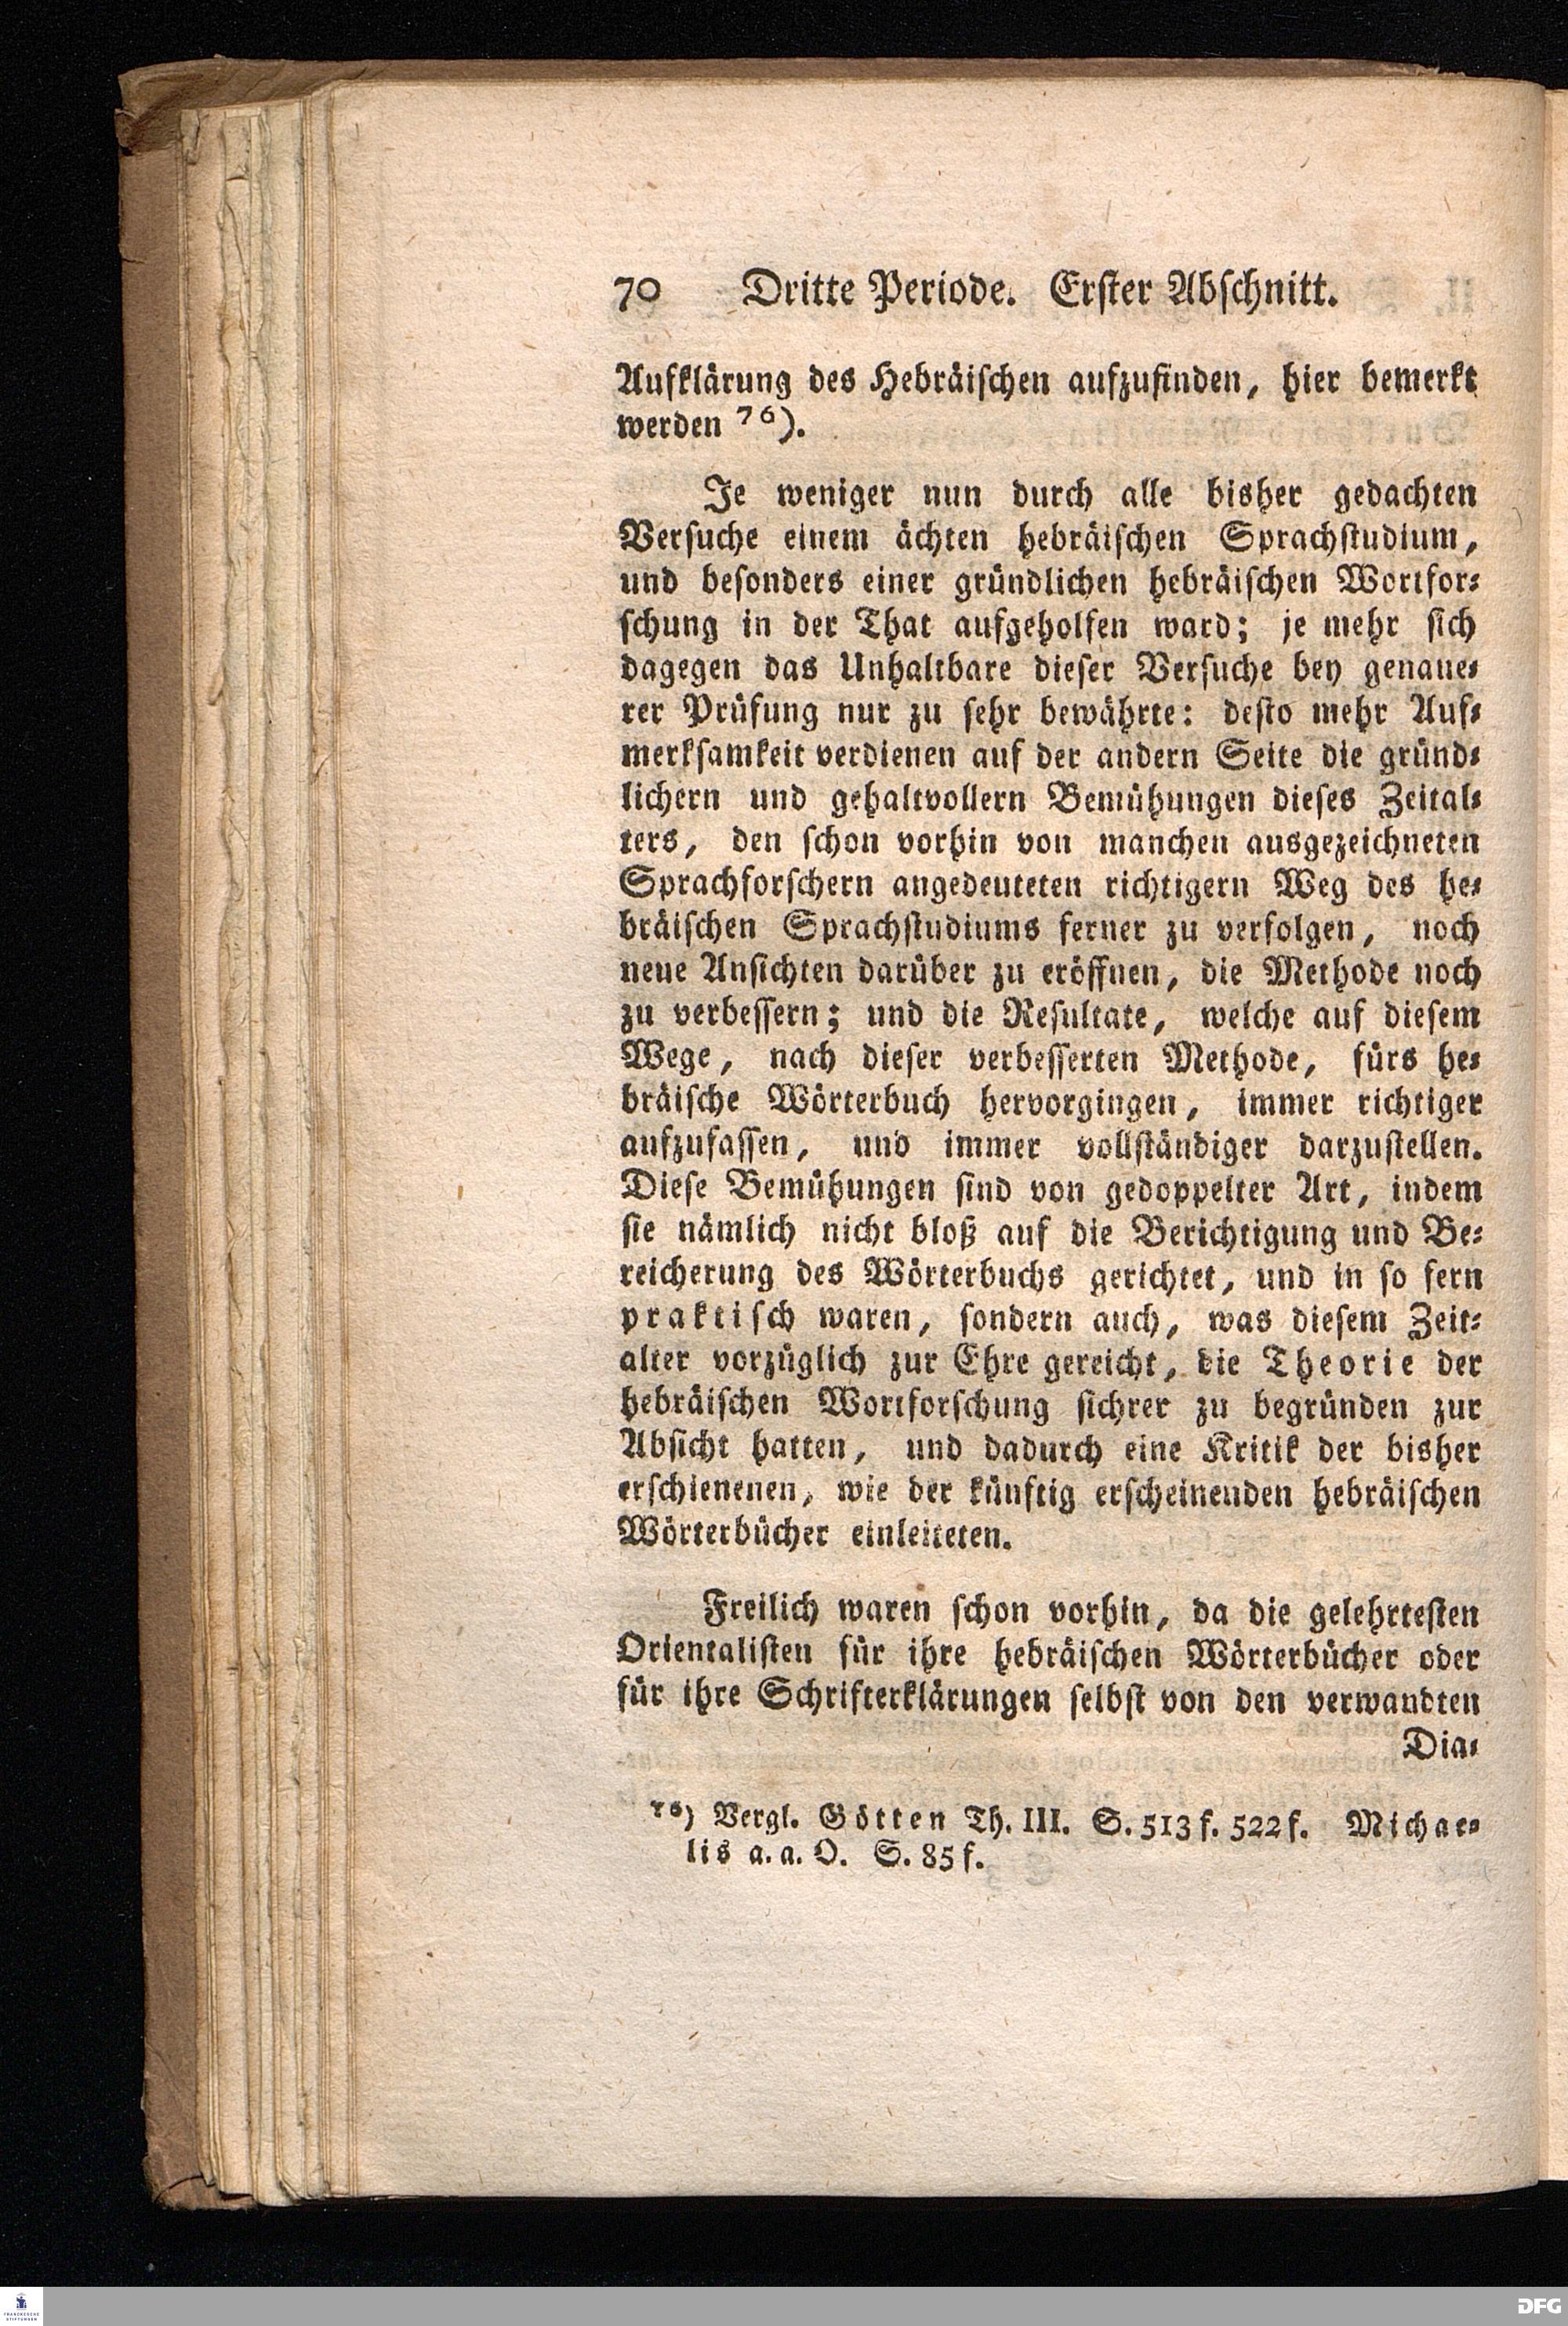 70 Dritte Periode. Erster Abschnitt.
Aufklärung des Hebräischen aufzufinden, hier bemerkt
werden 76).
Je weniger nun durch alle bisher gedachten
Versuche einem ächten hebräischen Sprachstudium,
und besonders einer gründlichen hebräischen Wortfor-
schung in der That aufgeholfen ward; je mehr sich
dagegen das Unhaltbare dieser Versuche bey genaue-
rer Prüfung nur zu sehr bewährte: desto mehr Auf-
merksamkeit verdienen auf der andern Seite die gründ-
lichern und gehaltvollern Bemühungen dieses Zeital-
ters, den schon vorhin von manchen ausgezeichneten
Sprachforschern angedeuteten richtigern Weg des he-
bräischen Sprachstudiums ferner zu verfolgen, noch
neue Ansichten darüber zu eröffnen, die Methode noch
zu verbessern; und die Resultate, welche auf diesem
Wege, nach dieser verbesserten Methode, fürs he-
bräische Wörterbuch hervorgingen, immer richtiger
aufzufassen, und immer vollständiger darzustellen.
Diese Bemühungen sind von gedoppelter Art, indem
sie nämlich nicht bloß auf die Berichtigung und Be-
reicherung des Wörterbuchs gerichtet, und in so fern
praktisch waren, sondern auch, was diesem Zeit-
alter vorzüglich zur Ehre gereicht, die Theorie der
hebräischen Wortforschung sichrer zu begründen zur
Absicht hatten, und dadurch eine Kritik der bisher
erschienenen, wie der künftig erscheinenden hebräischen
Wörterbücher einleiteten.
Freilich waren schon vorhin, da die gelehrtesten
Orientalisten für ihre hebräischen Wörterbücher oder
für ihre Schrifterklärungen selbst von den verwandten
Dia-
76) Vergl. Götten Th. III. S. 513 f. 522 f. Michae-
lis a. a. O. S. 85 f.
FRANCKESCHE
STIFTUNGEN
DFG